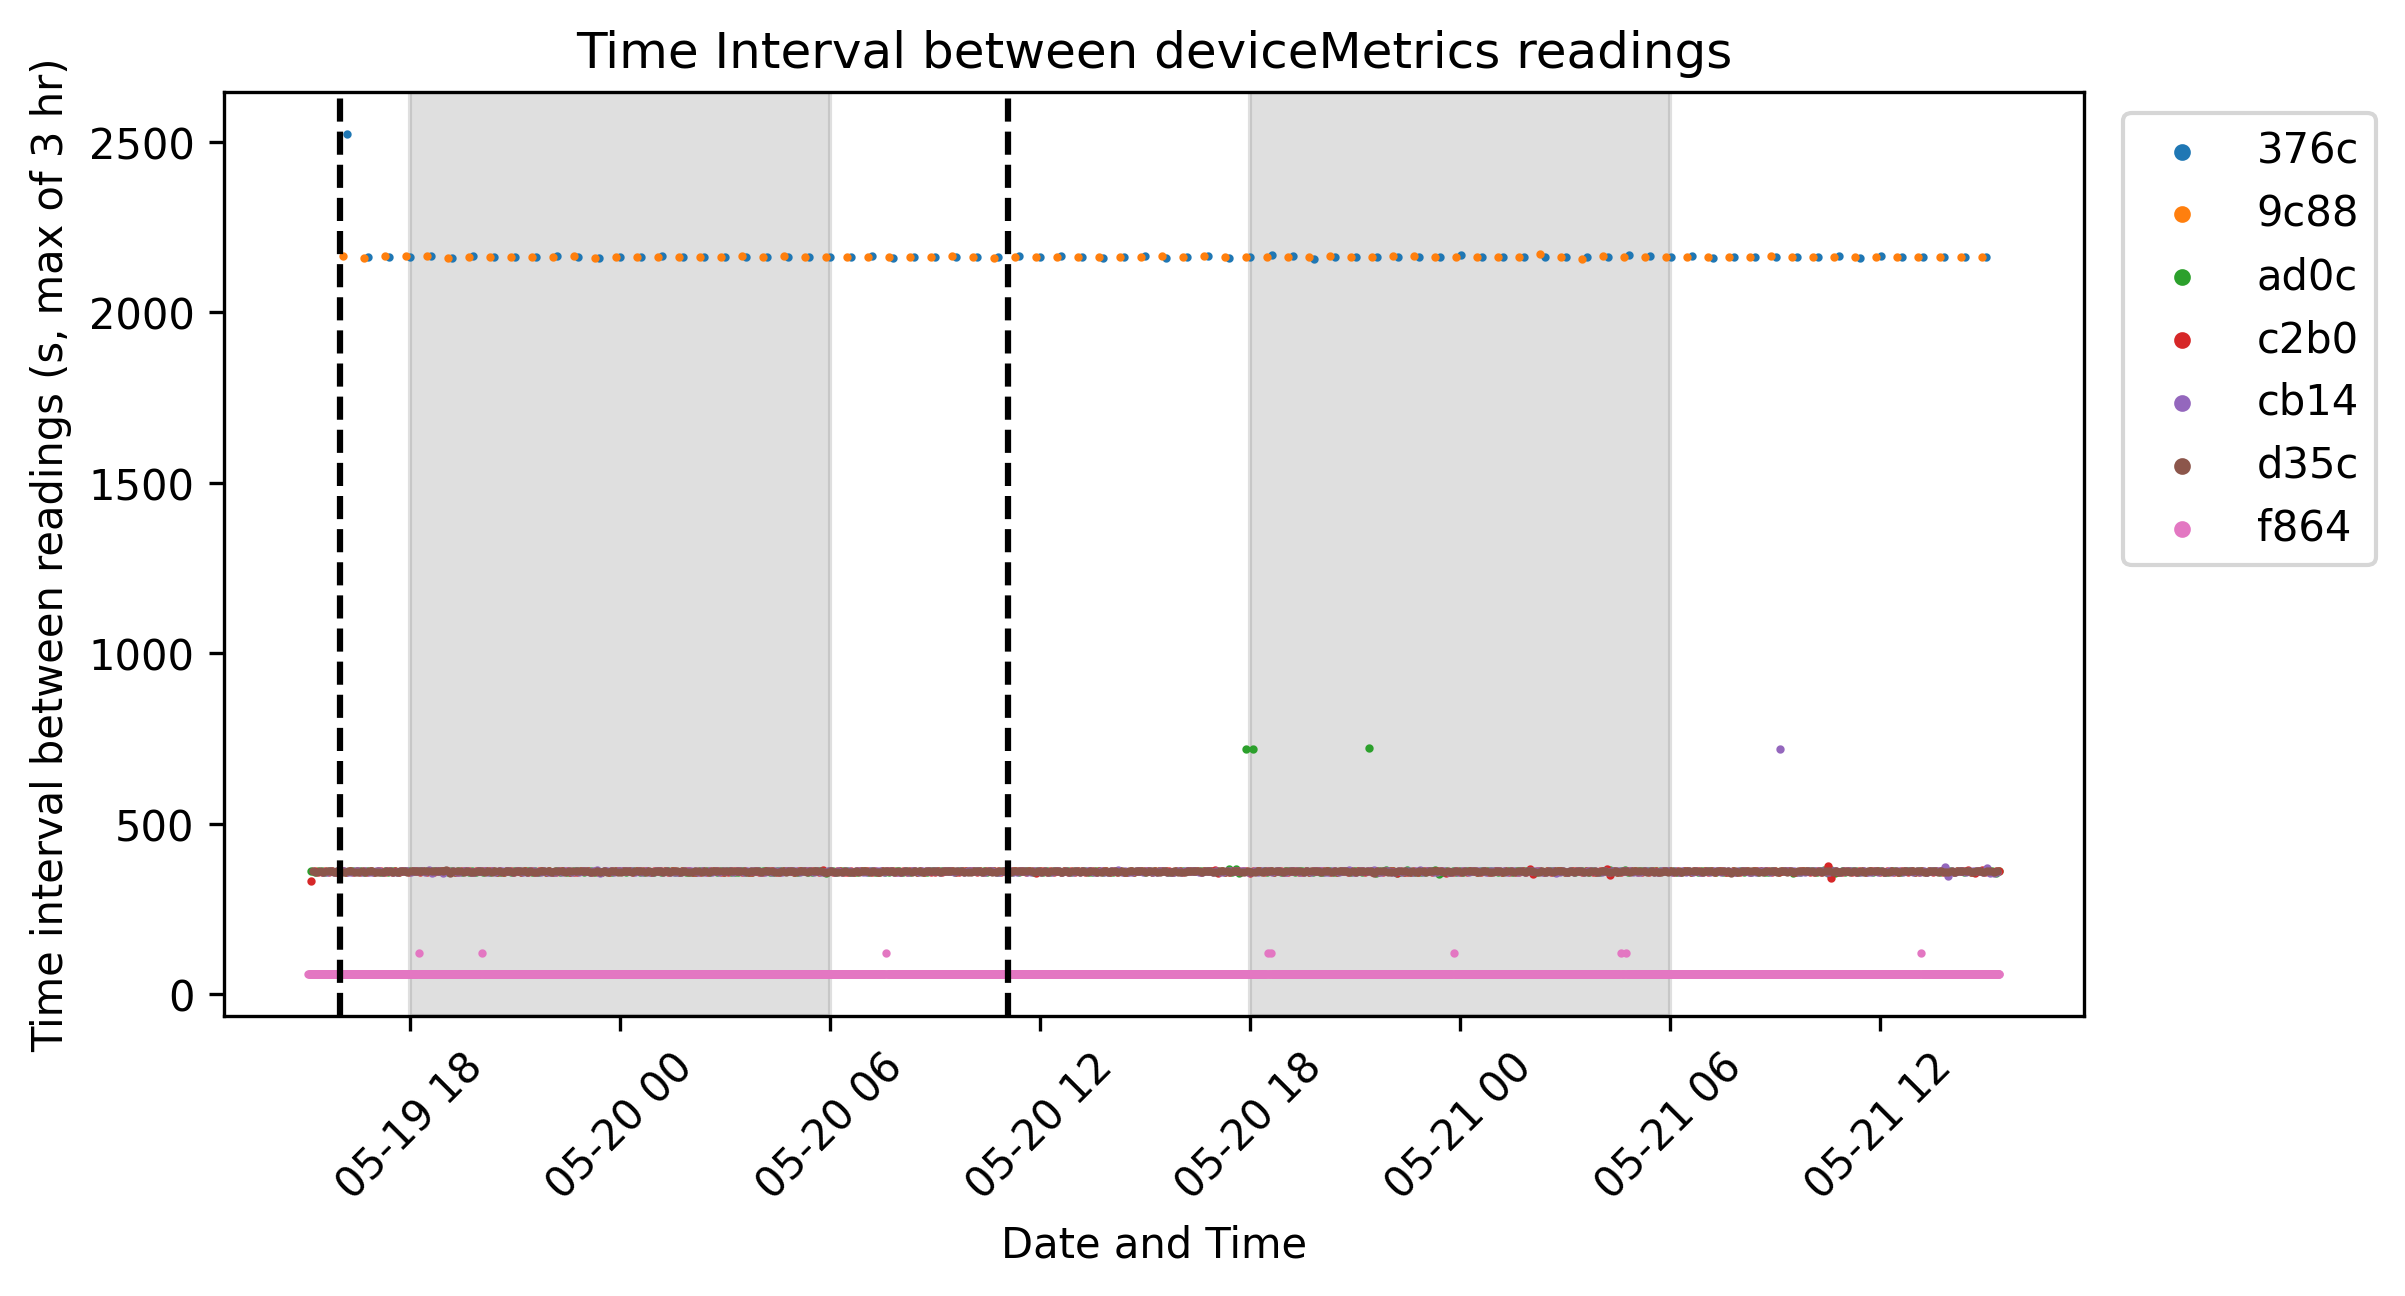 Time Interval between deviceMetrics readings
Time interval between readings (s, max of 3 hr)
2500
2000
1500
1000
500
0
05-19 18
05-20 00
05-20 06
05-20 12
05-20 18
05-21 00
05-21 06
05-21 12
Date and Time
376c
9c88
ad0c
c2b0
cb14
d35c
f864